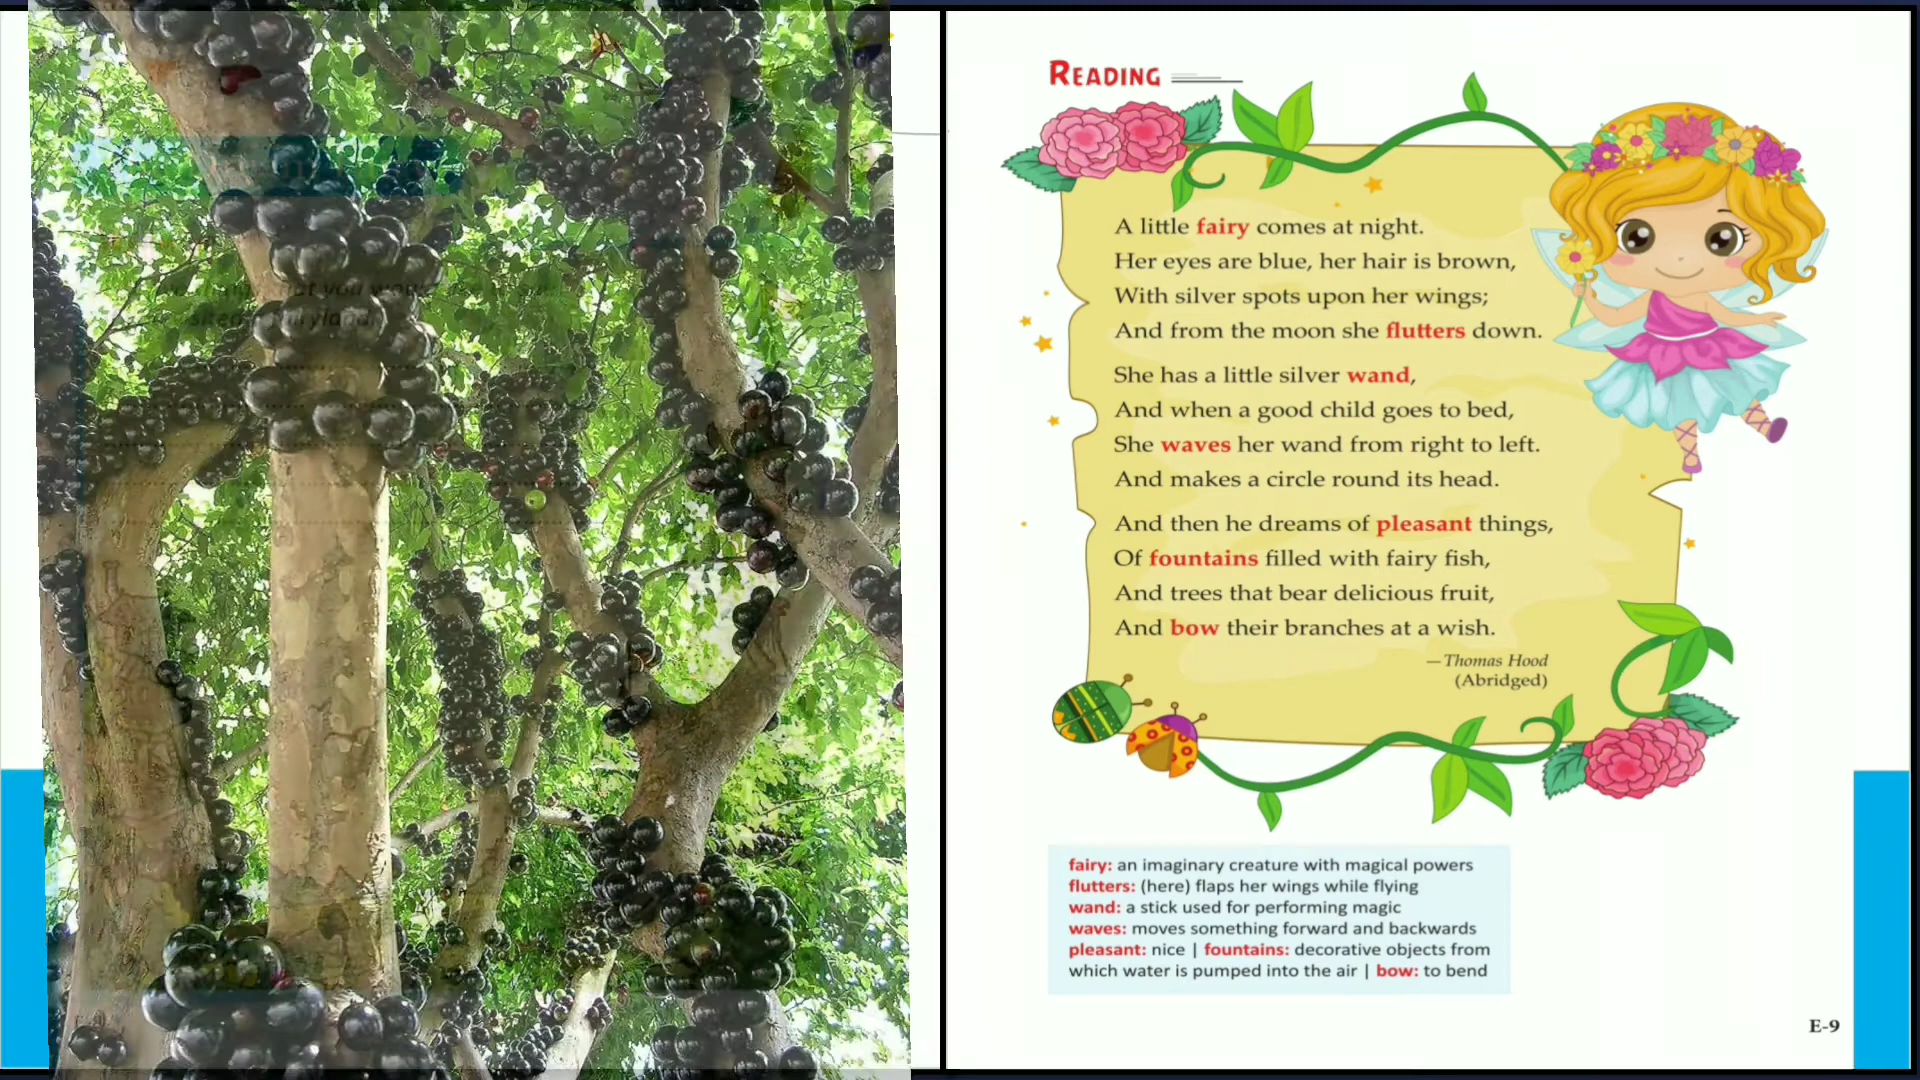 READING
A little fairy comes at night.
Her eyes are blue, her hair is brown,
With silver spots upon her wings;
And from the moon she flutters down.
She has a little silver wand,
And when a good child goes to bed,
She waves her wand from right to left.
And makes a circle round its head.
And then he dreams of pleasant things,
Of fountains filled with fairy fish,
And trees that bear delicious fruit,
And bow their branches at a wish.
—Thomas Hood
(Abridged)
fairy: an imaginary creature with magical powers
flutters: (here) flaps her wings while flying
wand: a stick used for performing magic
waves: moves something forward and backwards
pleasant: nice | fountains: decorative objects from
which water is pumped into the air | bow: to bend
E-9